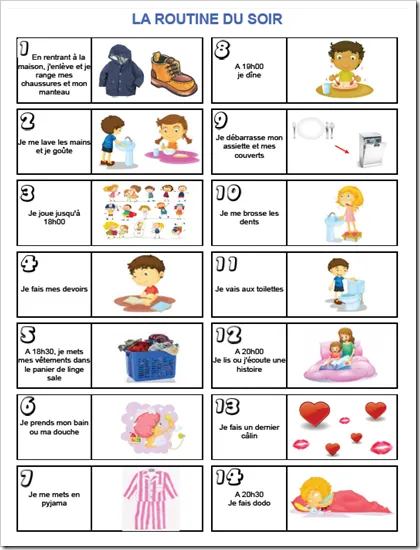 LA ROUTINE DU SOIR
1
En rentrant à la
maison, j'enlève et je
range mes
chaussures et mon
manteau
2
Je me lave les mains
et je goûte
3
Je joue jusqu'à
18h00
4
Je fais mes devoirs
5
A 18h30, je mets
mes vêtements dans
le panier de linge
sale
6
Je prends mon bain
ou ma douche
7
Je me mets en
pyjama
8
A 19h00
je dîne
9
Je débarrasse mon
assiette et mes
couverts
10
Je me brosse les
dents
11
Je vais aux toilettes
12
A 20h00
Je lis ou j'écoute une
histoire
13
Je fais un dernier
câlin
14
A 20h30
Je fais dodo